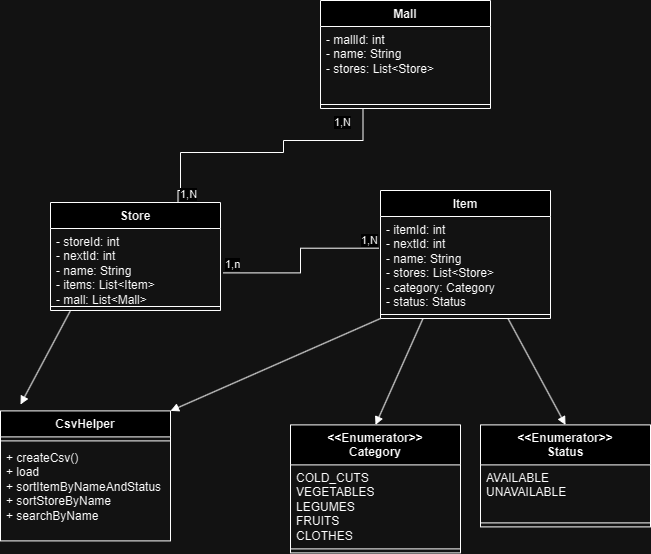 Mall
- mallId: int
- name: String
- stores: List<Store>
1,N
1,N
Store
- storeId: int
- nextId: int
- name: String
- items: List<Item>
- mall: List<Mall>
1,n
1,N
Item
- itemId: int
- nextId: int
- name: String
- stores: List<Store>
- category: Category
- status: Status
CsvHelper
+ createCsv()
+ load
+ sortItemByNameAndStatus
+ sortStoreByName
+ searchByName
<<Enumerator>>
Category
COLD_CUTS
VEGETABLES
LEGUMES
FRUITS
CLOTHES
<<Enumerator>>
Status
AVAILABLE
UNAVAILABLE